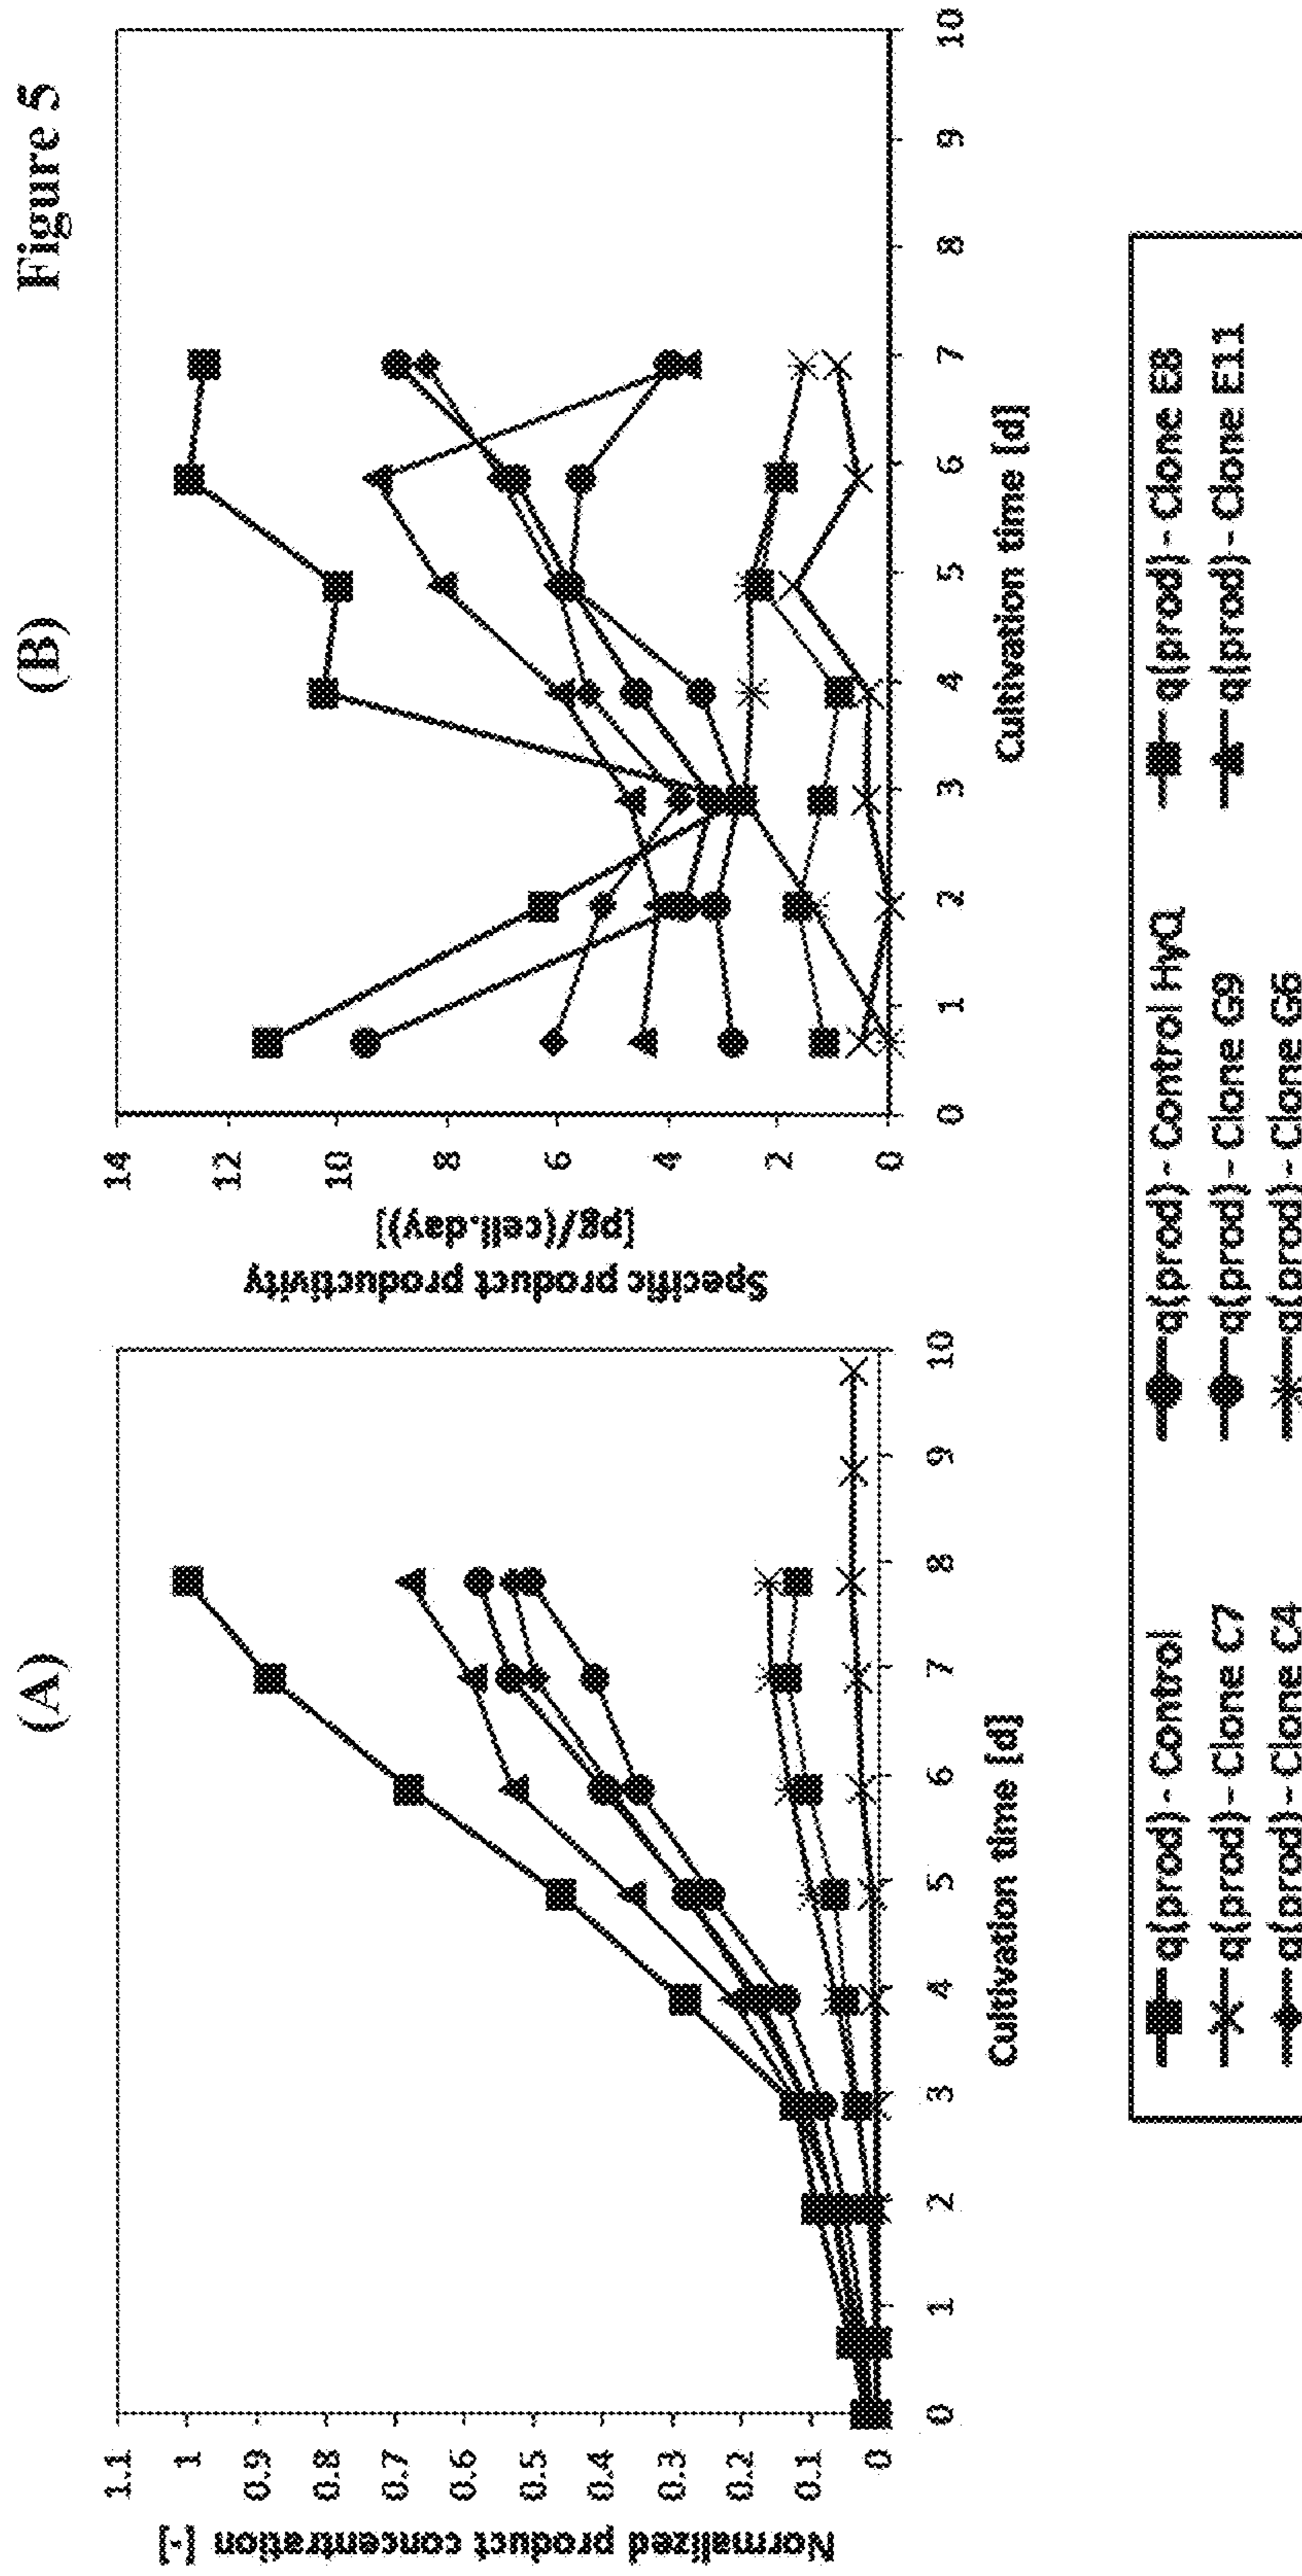 Figure 5
(A)
1.1
1
0.9
0.8
0.7
0.6
0.5
0.4
0.3
0.2
0.1
0
Normalized product concentration [-]
0 1 2 3 4 5 6 7 8 9 10
Cultivation time [d]
(B)
14
12
10
8
6
4
2
0
Specific productivity
[pg/(cell.day)]
0 1 2 3 4 5 6 7 8 9 10
Cultivation time [d]
q(prod) - Control q(prod) - Control HyQ q(prod) - Clone E8
q(prod) - Clone C7 q(prod) - Clone G9 q(prod) - Clone E11
q(prod) - Clone C4 q(prod) - Clone G6